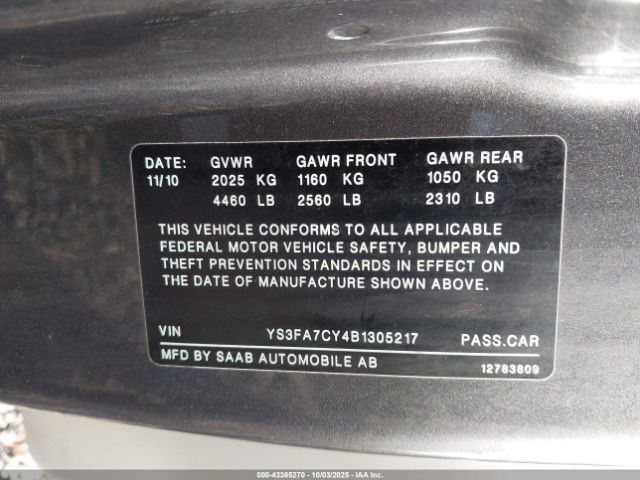 DATE: GVWR GAWR FRONT GAWR REAR
11/10 2025 KG 1160 KG 1050 KG
4460 LB 2560 LB 2310 LB
THIS VEHICLE CONFORMS TO ALL APPLICABLE
FEDERAL MOTOR VEHICLE SAFETY, BUMPER AND
THEFT PREVENTION STANDARDS IN EFFECT ON
THE DATE OF MANUFACTURE SHOWN ABOVE.
VIN YS3FA7CY4B1305217 PASS.CAR
MFD BY SAAB AUTOMOBILE AB 12783809
000-43365270 | 10/03/2025 | IAAI.COM